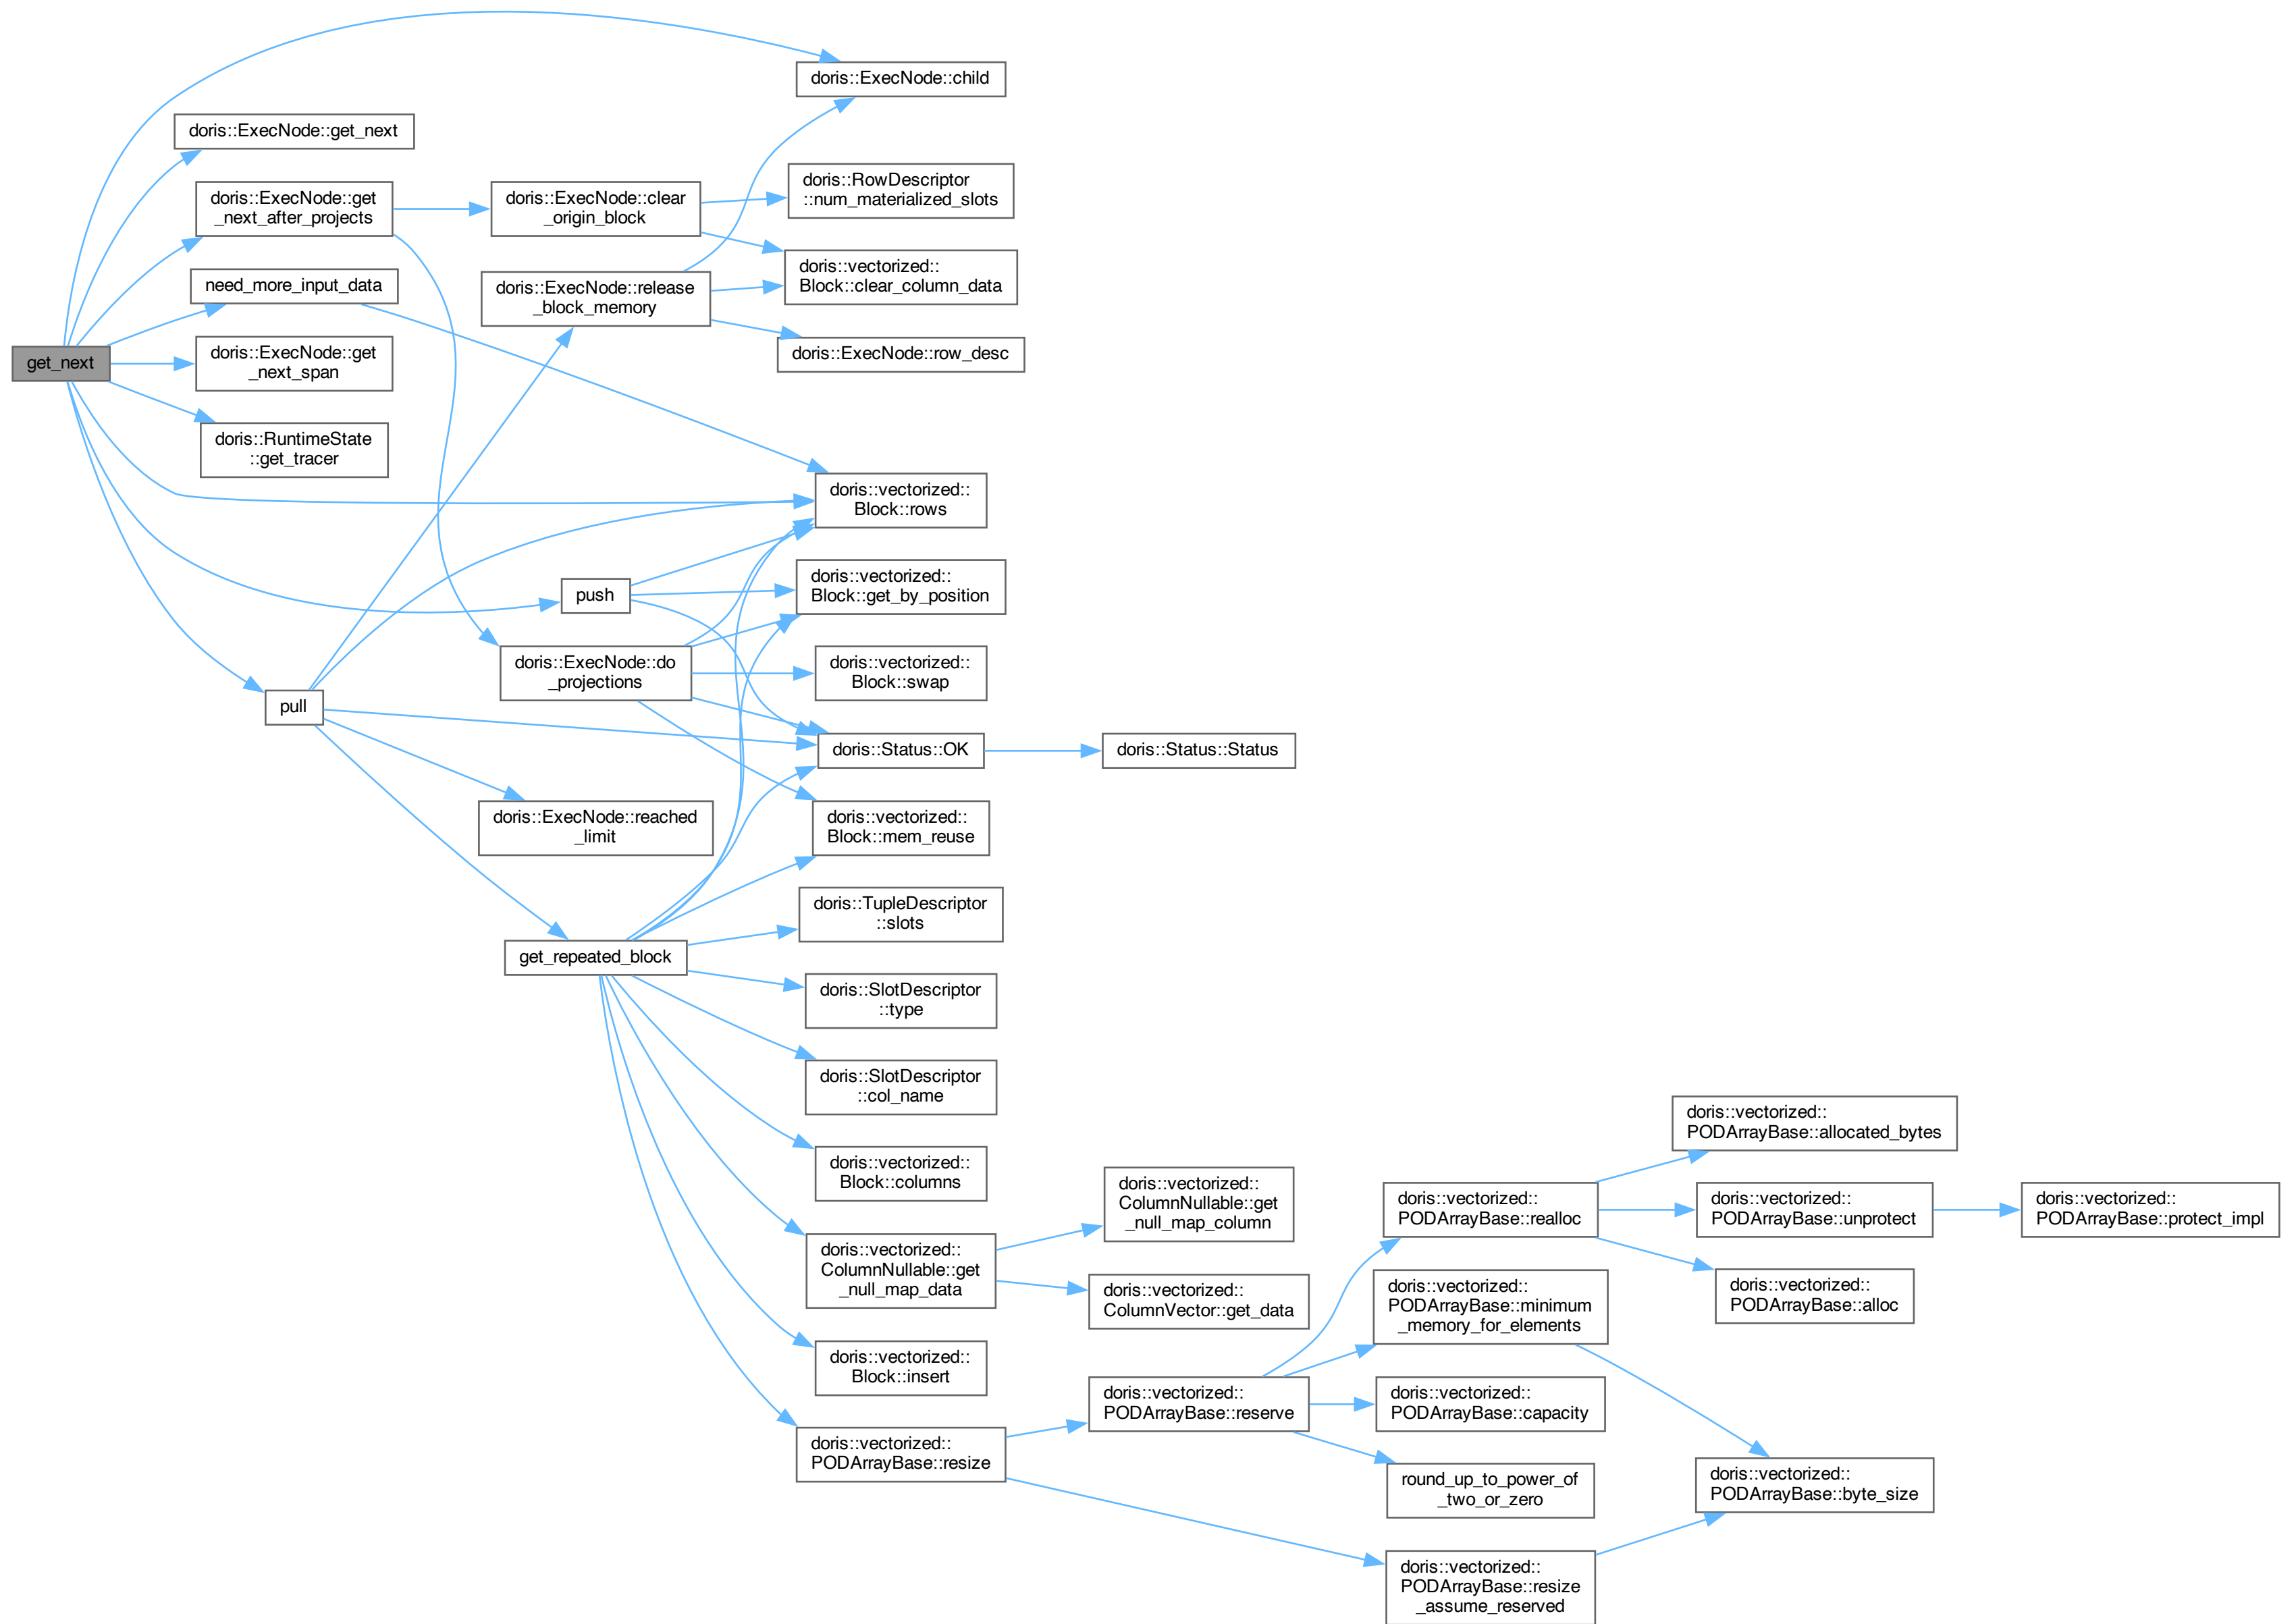 get_next
doris::ExecNode::child
doris::ExecNode::get_next
doris::ExecNode::get
_next_after_projects
doris::ExecNode::clear
_origin_block
doris::RowDescriptor
::num_materialized_slots
doris::vectorized::
Block::clear_column_data
need_more_input_data
doris::ExecNode::release
_block_memory
doris::ExecNode::row_desc
doris::ExecNode::get
_next_span
doris::RuntimeState
::get_tracer
doris::vectorized::
Block::rows
push
doris::vectorized::
Block::get_by_position
doris::ExecNode::do
_projections
doris::vectorized::
Block::swap
pull
doris::Status::OK
doris::Status::Status
doris::ExecNode::reached
_limit
doris::vectorized::
Block::mem_reuse
doris::TupleDescriptor
::slots
get_repeated_block
doris::SlotDescriptor
::type
doris::SlotDescriptor
::col_name
doris::vectorized::
Block::columns
doris::vectorized::
ColumnNullable::get
_null_map_data
doris::vectorized::
ColumnNullable::get
_null_map_column
doris::vectorized::
ColumnVector::get_data
doris::vectorized::
Block::insert
doris::vectorized::
PODArrayBase::resize
doris::vectorized::
PODArrayBase::reserve
doris::vectorized::
PODArrayBase::realloc
doris::vectorized::
PODArrayBase::allocated_bytes
doris::vectorized::
PODArrayBase::unprotect
doris::vectorized::
PODArrayBase::protect_impl
doris::vectorized::
PODArrayBase::alloc
doris::vectorized::
PODArrayBase::minimum
_memory_for_elements
doris::vectorized::
PODArrayBase::capacity
round_up_to_power_of
_two_or_zero
doris::vectorized::
PODArrayBase::byte_size
doris::vectorized::
PODArrayBase::resize
_assume_reserved